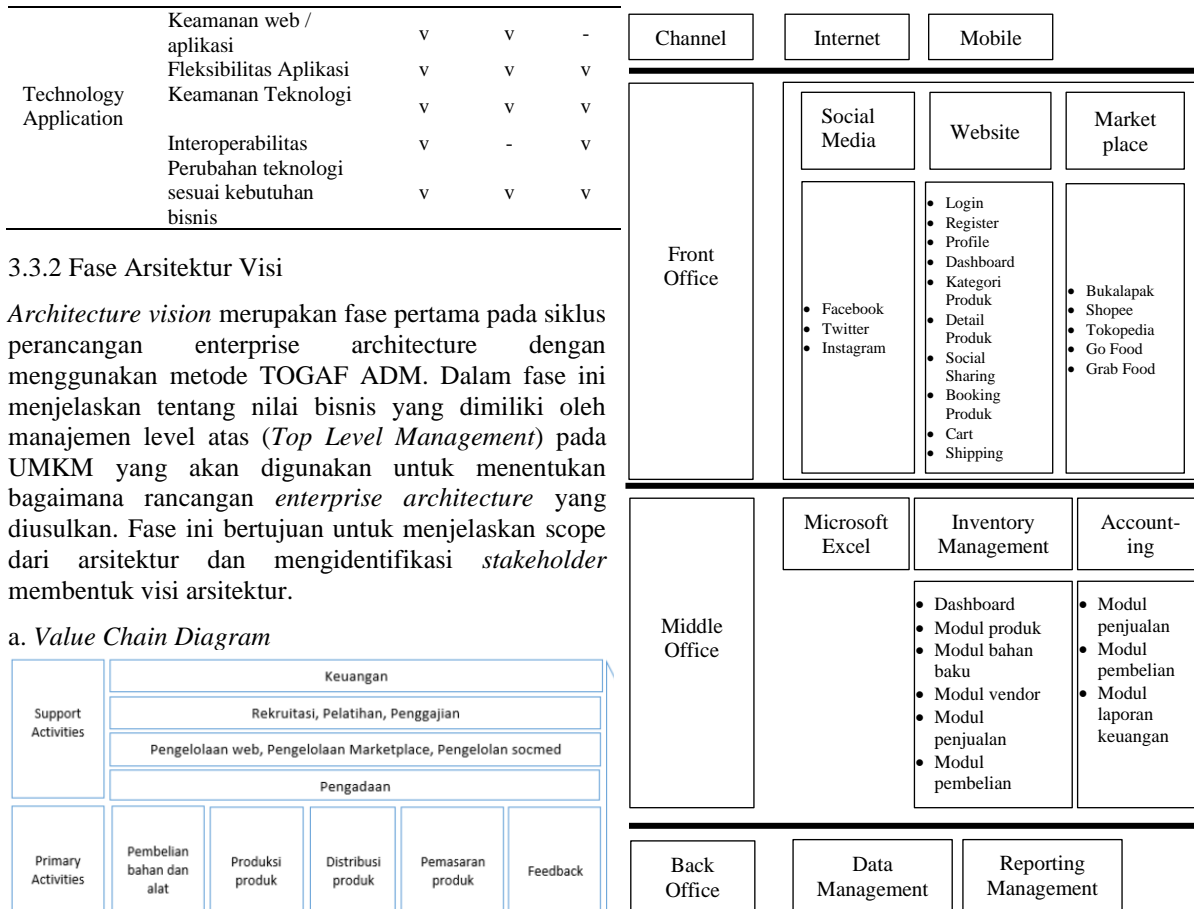 Keamanan web /
aplikasi v v -
Fleksibilitas Aplikasi v v v
Technology
Application
Keamanan Teknologi v v v
Interoperabilitas v - v
Perubahan teknologi
sesuai kebutuhan
bisnis v v v
3.3.2 Fase Arsitektur Visi
Architecture vision merupakan fase pertama pada siklus
perancangan enterprise architecture dengan
menggunakan metode TOGAF ADM. Dalam fase ini
menjelaskan tentang nilai bisnis yang dimiliki oleh
manajemen level atas (Top Level Management) pada
UMKM yang akan digunakan untuk menentukan
bagaimana rancangan enterprise architecture yang
diusulkan. Fase ini bertujuan untuk menjelaskan scope
dari arsitektur dan mengidentifikasi stakeholder
membentuk visi arsitektur.
a. Value Chain Diagram
Support
Activities
Keuangan
Rekruitasi, Pelatihan, Penggajian
Pengelolaan web, Pengelolaan Marketplace, Pengelolan socmed
Pengadaan
Primary
Activities
Pembelian
bahan dan
alat
Produksi
produk
Distribusi
produk
Pemasaran
produk
Feedback
Channel
Internet
Mobile
Front
Office
Social
Media
Website
Market
place
• Facebook
• Twitter
• Instagram
• Login
• Register
• Profile
• Dashboard
• Kategori
Produk
• Detail
Produk
• Social
Sharing
• Booking
Produk
• Cart
• Shipping
• Bukalapak
• Shopee
• Tokopedia
• Go Food
• Grab Food
Middle
Office
Microsoft
Excel
Inventory
Management
Account-
ing
• Dashboard
• Modul produk
• Modul bahan
baku
• Modul vendor
• Modul
penjualan
• Modul
pembelian
• Modul
penjualan
• Modul
pembelian
• Modul
laporan
keuangan
Back
Office
Data
Management
Reporting
Management